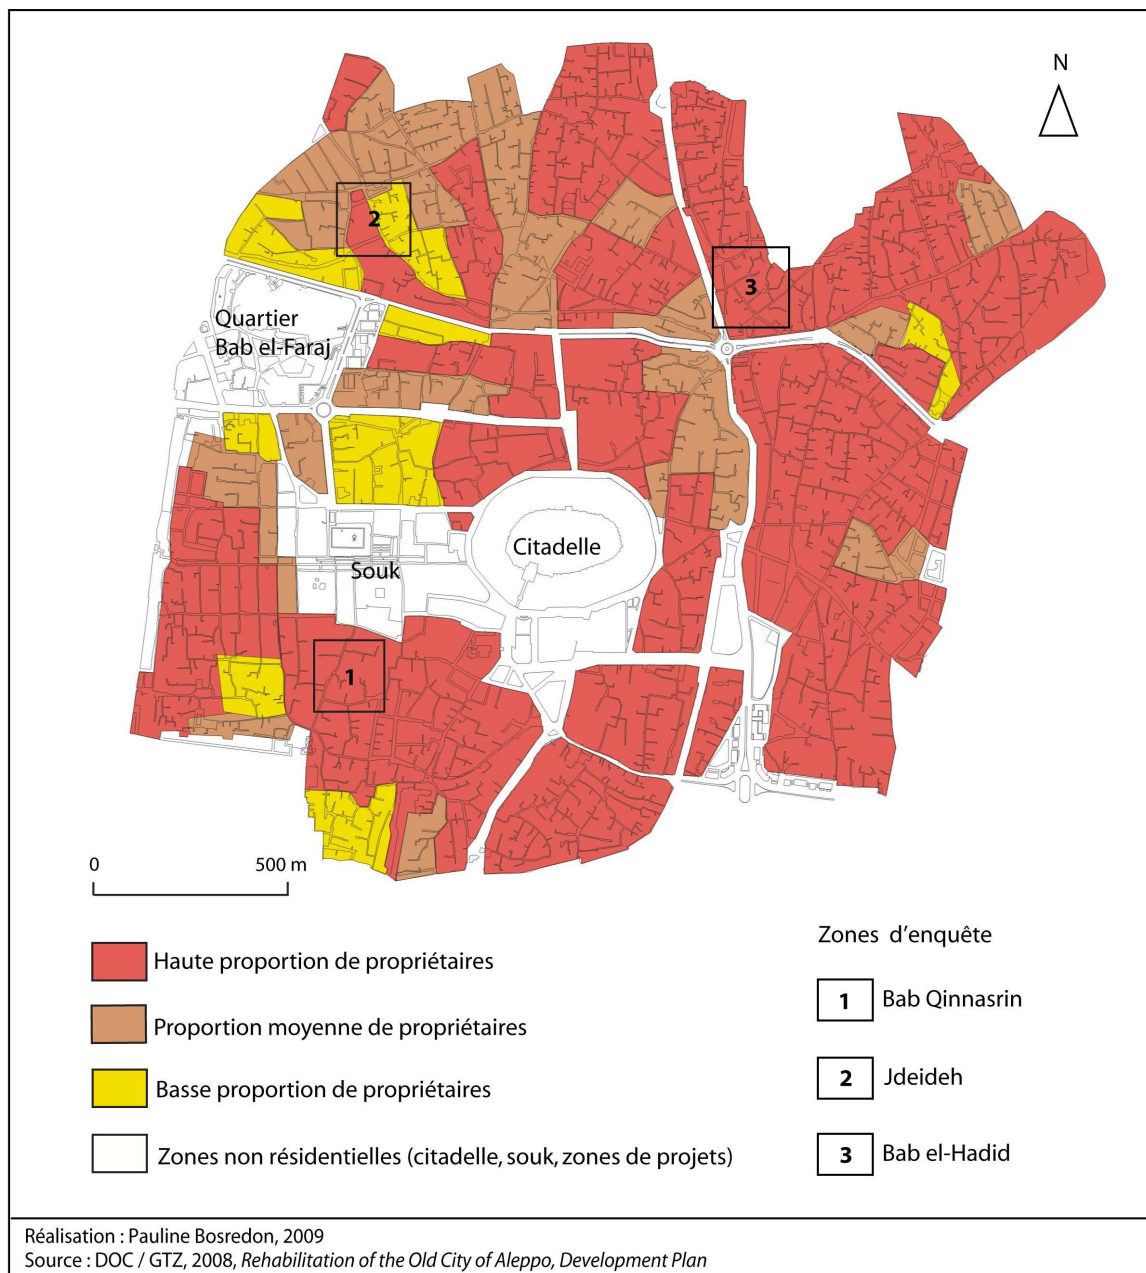 N
2
3
Quartier
Bab el-Faraj
Citadelle
Souk
1
0 500 m
Haute proportion de propriétaires
Proportion moyenne de propriétaires
Basse proportion de propriétaires
Zones non résidentielles (citadelle, souk, zones de projets)
Zones d'enquête
1 Bab Qinnasrin
2 Jdeideh
3 Bab el-Hadid
Réalisation : Pauline Bosredon, 2009
Source : DOC / GTZ, 2008, Rehabilitation of the Old City of Aleppo, Development Plan